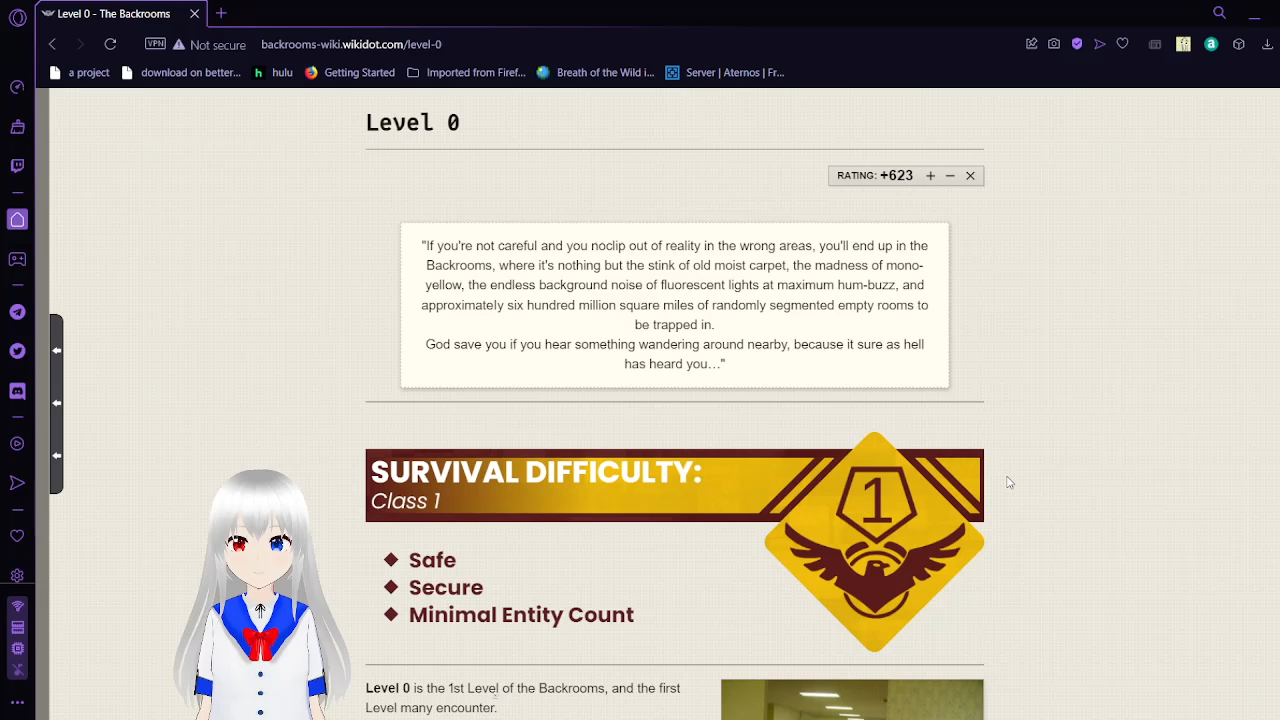 Level 0 - The Backrooms
VPN
Not secure
backrooms-wiki.wikidot.com/level-0
a project
download on better...
hulu
Getting Started
Imported from Firef...
Breath of the Wild i...
Server | Aternos | Fr...
Level 0
RATING: +623 + − ×
"If you're not careful and you noclip out of reality in the wrong areas, you'll end up in the
Backrooms, where it's nothing but the stink of old moist carpet, the madness of mono-
yellow, the endless background noise of fluorescent lights at maximum hum-buzz, and
approximately six hundred million square miles of randomly segmented empty rooms to
be trapped in.
God save you if you hear something wandering around nearby, because it sure as hell
has heard you…"
SURVIVAL DIFFICULTY:
Class 1
1
Safe
Secure
Minimal Entity Count
Level 0 is the 1st Level of the Backrooms, and the first
Level many encounter.